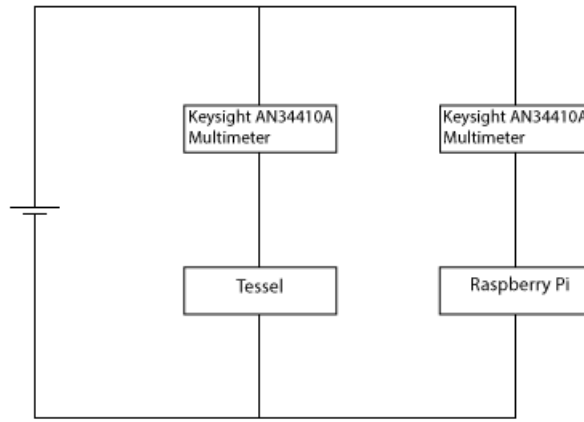 Keysight AN34410A
Multimeter
Keysight AN34410A
Multimeter
Tessel
Raspberry Pi